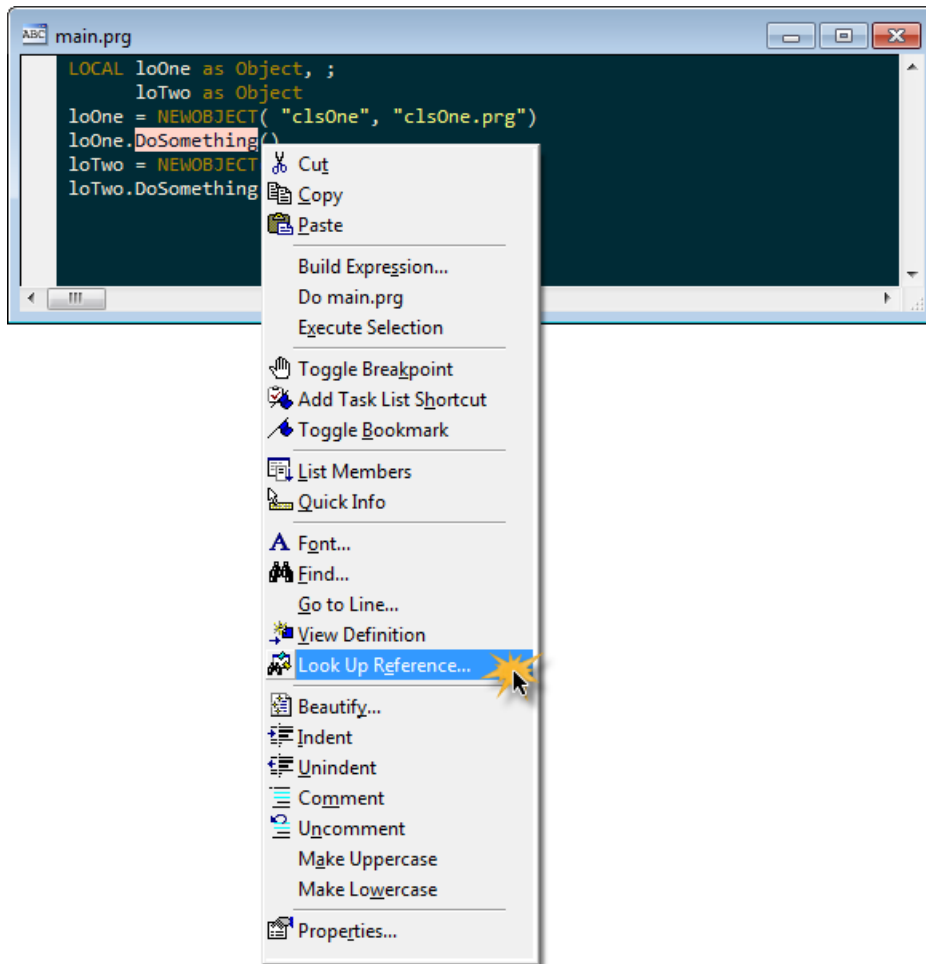 ABC main.prg
LOCAL loOne as Object, ;
loTwo as Object
loOne = NEWOBJECT( "clsOne", "clsOne.prg")
loOne.DoSomething()
loTwo = NEWOBJECT
loTwo.DoSomething
Cut
Copy
Paste
Build Expression...
Do main.prg
Execute Selection
Toggle Breakpoint
Add Task List Shortcut
Toggle Bookmark
List Members
Quick Info
A Font...
Find...
Go to Line...
View Definition
Look Up Reference...
Beautify...
Indent
Unindent
Comment
Uncomment
Make Uppercase
Make Lowercase
Properties...